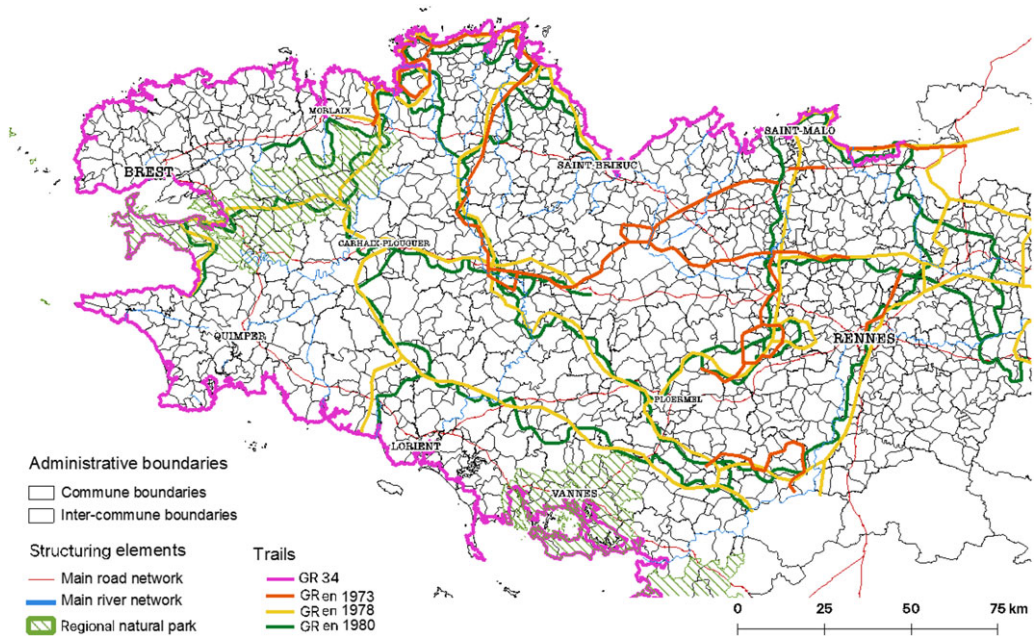 MORLAIX
SAINT-MALO
BREST
SAINT-BRIEUC
CARHAIX-PLOUGUER
QUIMPER
RENNES
PLOERMEL
LORIENT
VANNES
Administrative boundaries
Commune boundaries
Inter-commune boundaries
Structuring elements
Main road network
Main river network
Regional natural park
Trails
GR 34
GR en 1973
GR en 1978
GR en 1980
0 25 50 75 km